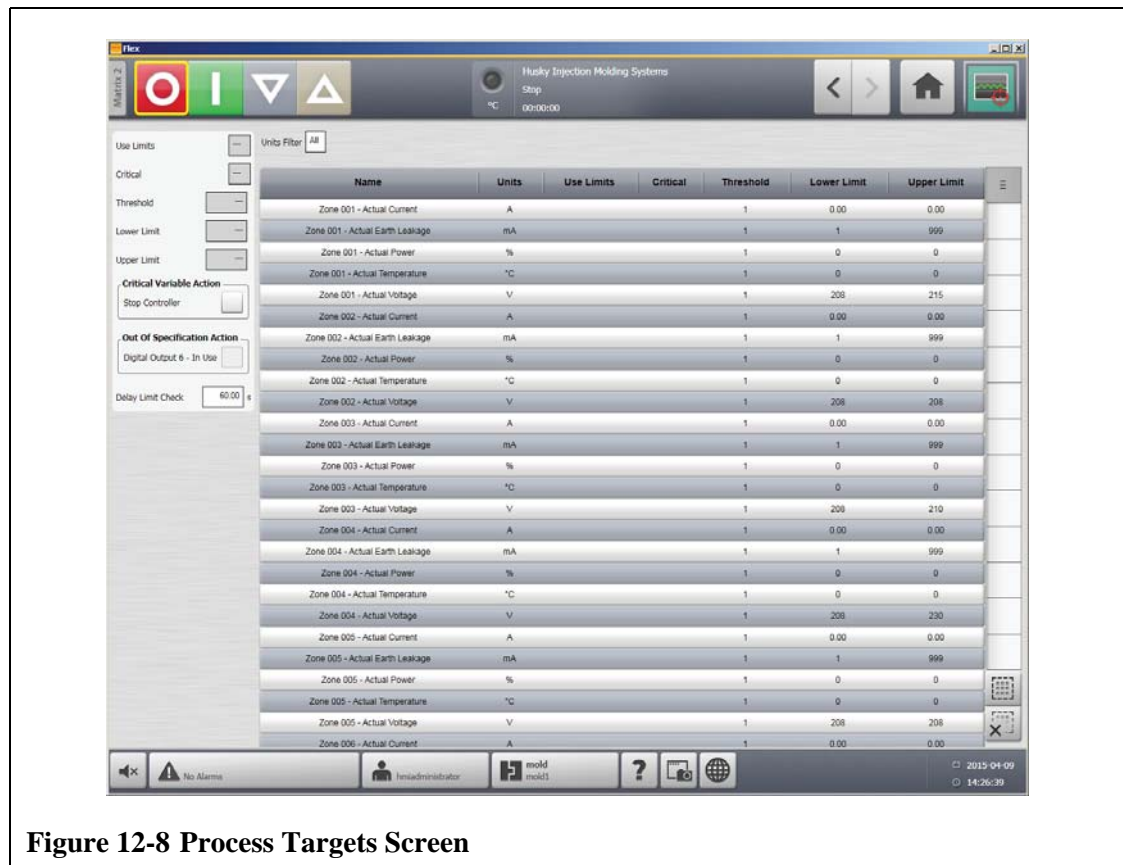 Flex
Matrix 2
Husky Injection Molding Systems
Stop
°C 00:00:00
Use Limits ---
Critical ---
Threshold ---
Lower Limit ---
Upper Limit ---
Critical Variable Action
Stop Controller
Out Of Specification Action
Digital Output 6 - In Use
Delay Limit Check 60.00 s
Units Filter All
Name Units Use Limits Critical Threshold Lower Limit Upper Limit
Zone 001 - Actual Current A 1 0.00 0.00
Zone 001 - Actual Earth Leakage mA 1 1 999
Zone 001 - Actual Power % 1 0 0
Zone 001 - Actual Temperature °C 1 0 0
Zone 001 - Actual Voltage V 1 208 215
Zone 002 - Actual Current A 1 0.00 0.00
Zone 002 - Actual Earth Leakage mA 1 1 999
Zone 002 - Actual Power % 1 0 0
Zone 002 - Actual Temperature °C 1 0 0
Zone 002 - Actual Voltage V 1 208 208
Zone 003 - Actual Current A 1 0.00 0.00
Zone 003 - Actual Earth Leakage mA 1 1 999
Zone 003 - Actual Power % 1 0 0
Zone 003 - Actual Temperature °C 1 0 0
Zone 003 - Actual Voltage V 1 208 210
Zone 004 - Actual Current A 1 0.00 0.00
Zone 004 - Actual Earth Leakage mA 1 1 999
Zone 004 - Actual Power % 1 0 0
Zone 004 - Actual Temperature °C 1 0 0
Zone 004 - Actual Voltage V 1 208 230
Zone 005 - Actual Current A 1 0.00 0.00
Zone 005 - Actual Earth Leakage mA 1 1 999
Zone 005 - Actual Power % 1 0 0
Zone 005 - Actual Temperature °C 1 0 0
Zone 005 - Actual Voltage V 1 208 208
Zone 006 - Actual Current A 1 0.00 0.00
No Alarms
hmiadministrator
mold
mold1
?
2015-04-09
14:26:39
Figure 12-8 Process Targets Screen